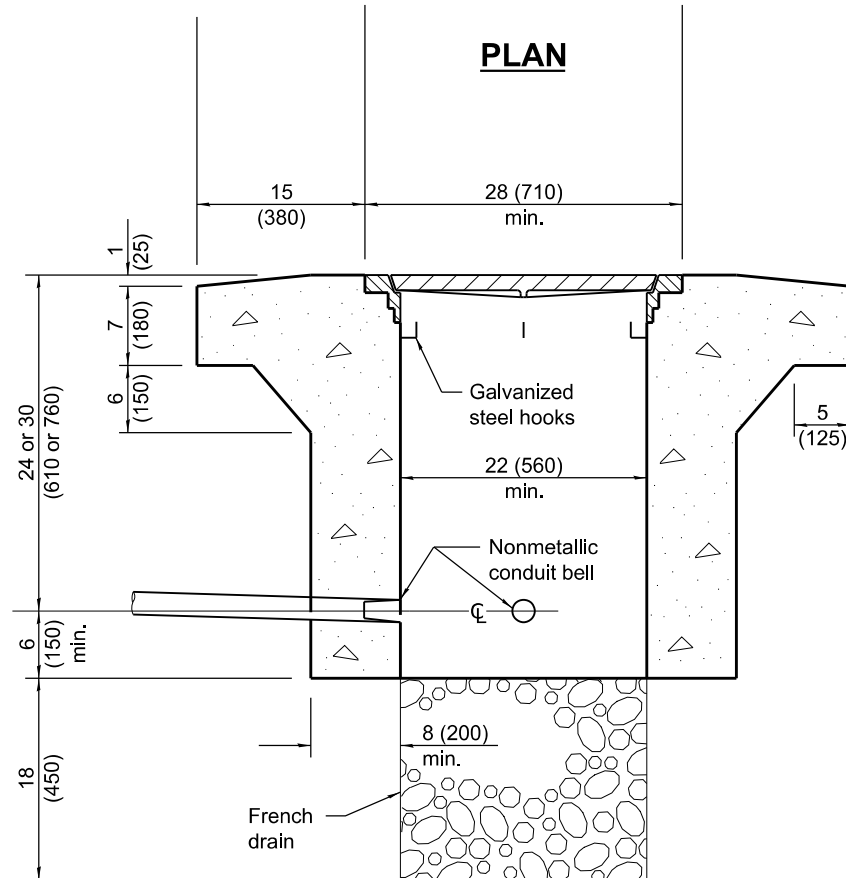 PLAN
15
(380)
28 (710)
min.
1
(25)
7
(180)
6
(150)
24 or 30
(610 or 760)
Galvanized
steel hooks
5
(125)
22 (560)
min.
Nonmetallic
conduit bell
℄
6
(150)
min.
8 (200)
min.
18
(450)
French
drain